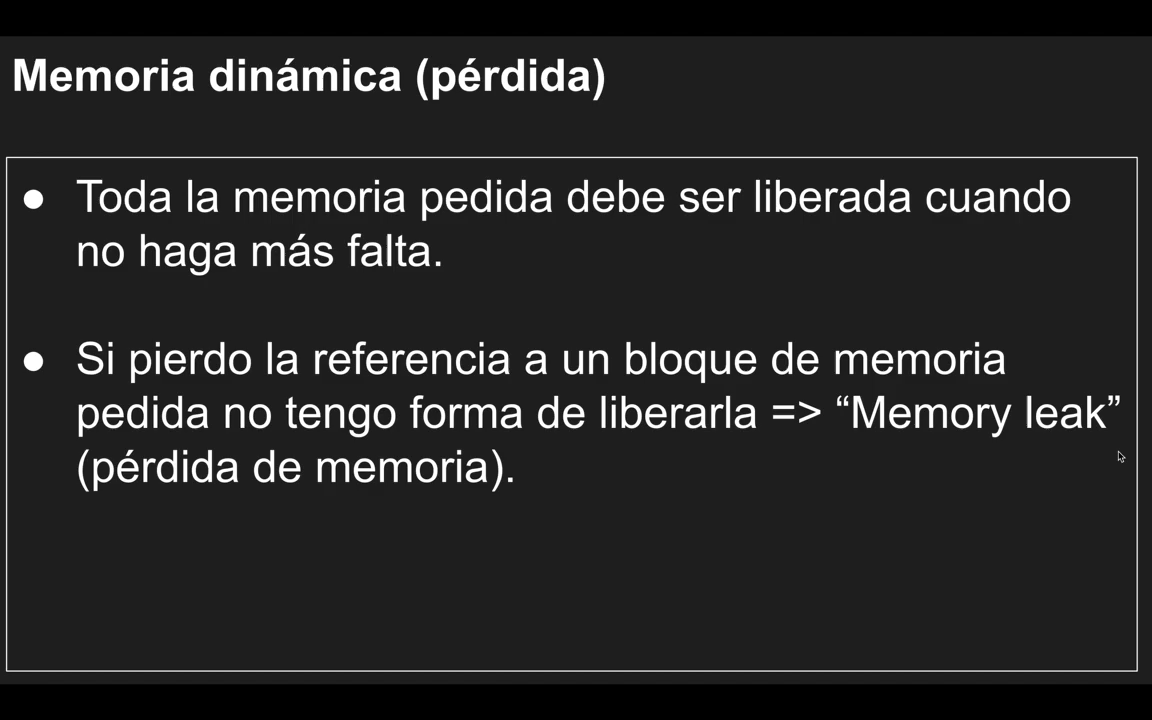 Memoria dinámica (pérdida)
● Toda la memoria pedida debe ser liberada cuando
no haga más falta.
● Si pierdo la referencia a un bloque de memoria
pedida no tengo forma de liberarla => “Memory leak”
(pérdida de memoria).